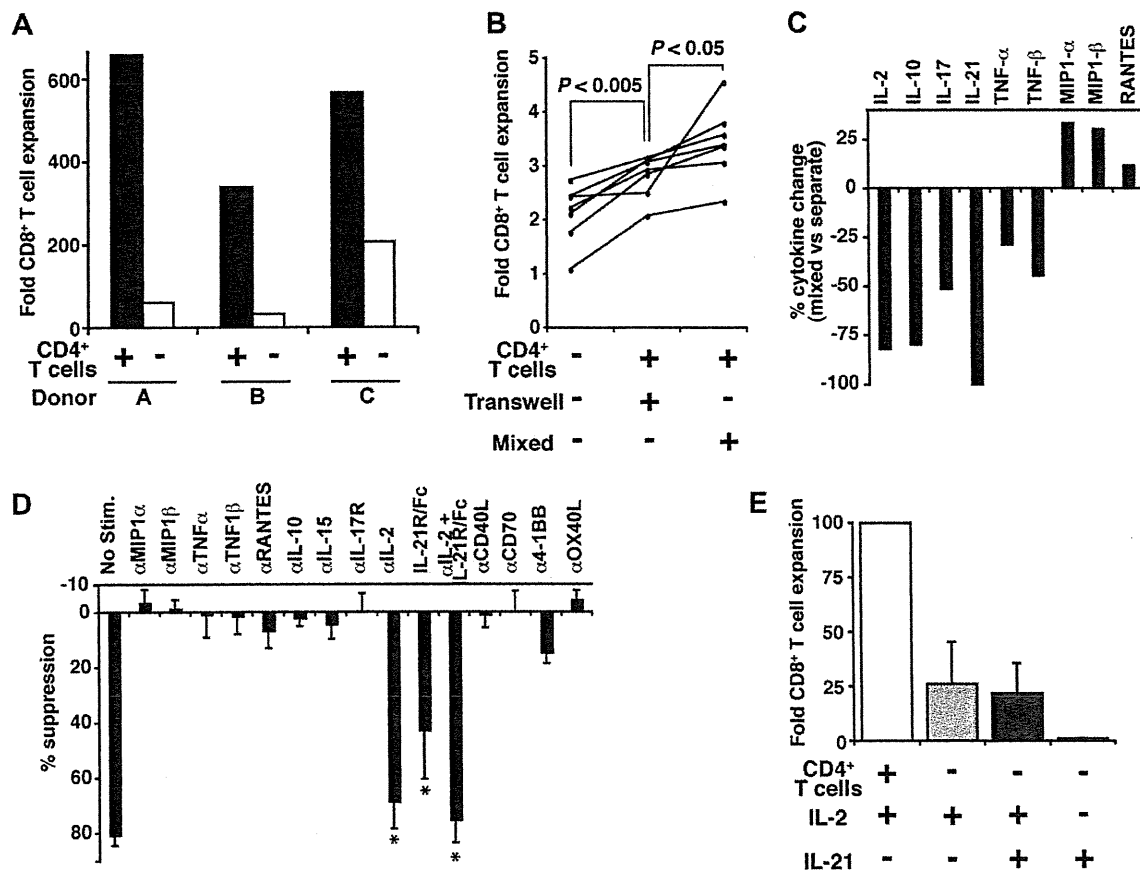 A
Fold CD8+ T cell expansion
600
400
200
0
CD4+ T cells
+ - + - + -
Donor A B C
B
P < 0.05
P < 0.005
Fold CD8+ T cell expansion
5
4
3
2
1
0
CD4+ T cells - + +
Transwell - + -
Mixed - - +
C
IL-2
IL-10
IL-17
IL-21
TNF-α
TNF-β
MIP1-α
MIP1-β
RANTES
% cytokine change
(mixed vs separate)
25
0
-25
-50
-75
-100
D
No Stim.
αMIP1α
αMIP1β
αTNFα
αTNF1β
αRANTES
αIL-10
αIL-15
αIL-17R
αIL-2
IL-21R/Fc
αIL-2 +
L-21R/Fc
αCD40L
αCD70
α4-1BB
αOX40L
% suppression
-10
0
20
40
60
80
*
*
*
E
Fold CD8+ T cell expansion
100
75
50
25
0
CD4+ T cells + - - -
IL-2 + + + -
IL-21 - - + +